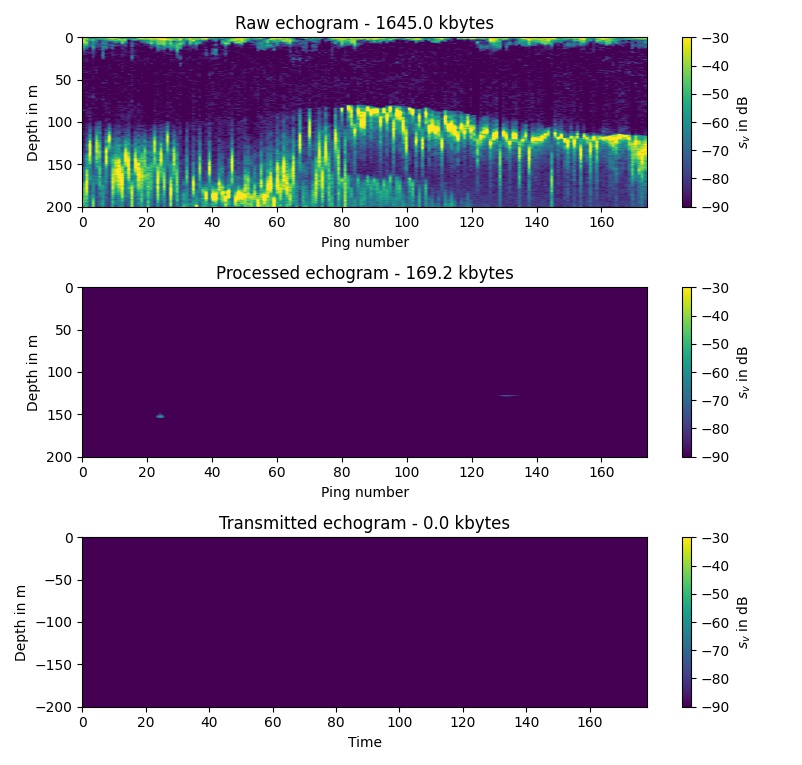 Raw echogram - 1645.0 kbytes
0
50
100
150
200
Depth in m
0 20 40 60 80 100 120 140 160
Ping number
−30
−40
−50
−60
−70
−80
−90
sv in dB
Processed echogram - 169.2 kbytes
0
50
100
150
200
Depth in m
0 20 40 60 80 100 120 140 160
Ping number
−30
−40
−50
−60
−70
−80
−90
sv in dB
Transmitted echogram - 0.0 kbytes
0
−50
−100
−150
−200
Depth in m
0 20 40 60 80 100 120 140 160
Time
−30
−40
−50
−60
−70
−80
−90
sv in dB